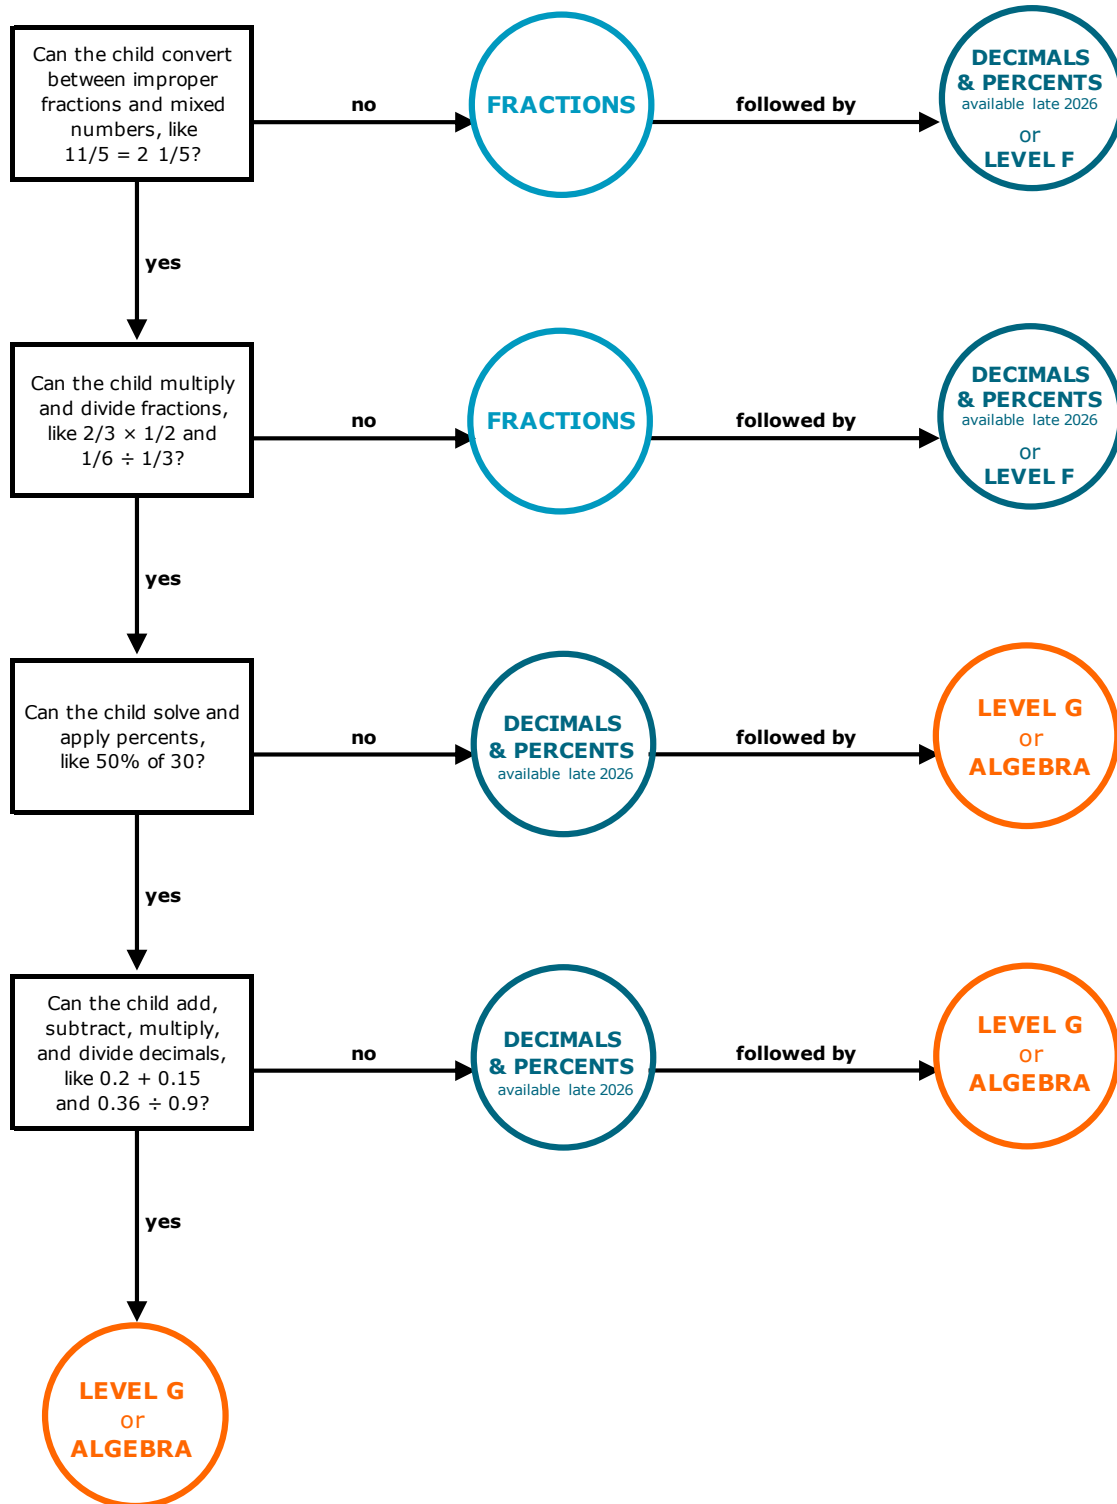 Can the child convert
between improper
fractions and mixed
numbers, like
11/5 = 2 1/5?
no
FRACTIONS
followed by
DECIMALS
& PERCENTS
available late 2026
or
LEVEL F
yes
Can the child multiply
and divide fractions,
like 2/3 × 1/2 and
1/6 ÷ 1/3?
no
FRACTIONS
followed by
DECIMALS
& PERCENTS
available late 2026
or
LEVEL F
yes
Can the child solve and
apply percents,
like 50% of 30?
no
DECIMALS
& PERCENTS
available late 2026
followed by
LEVEL G
or
ALGEBRA
yes
Can the child add,
subtract, multiply,
and divide decimals,
like 0.2 + 0.15
and 0.36 ÷ 0.9?
no
DECIMALS
& PERCENTS
available late 2026
followed by
LEVEL G
or
ALGEBRA
yes
LEVEL G
or
ALGEBRA